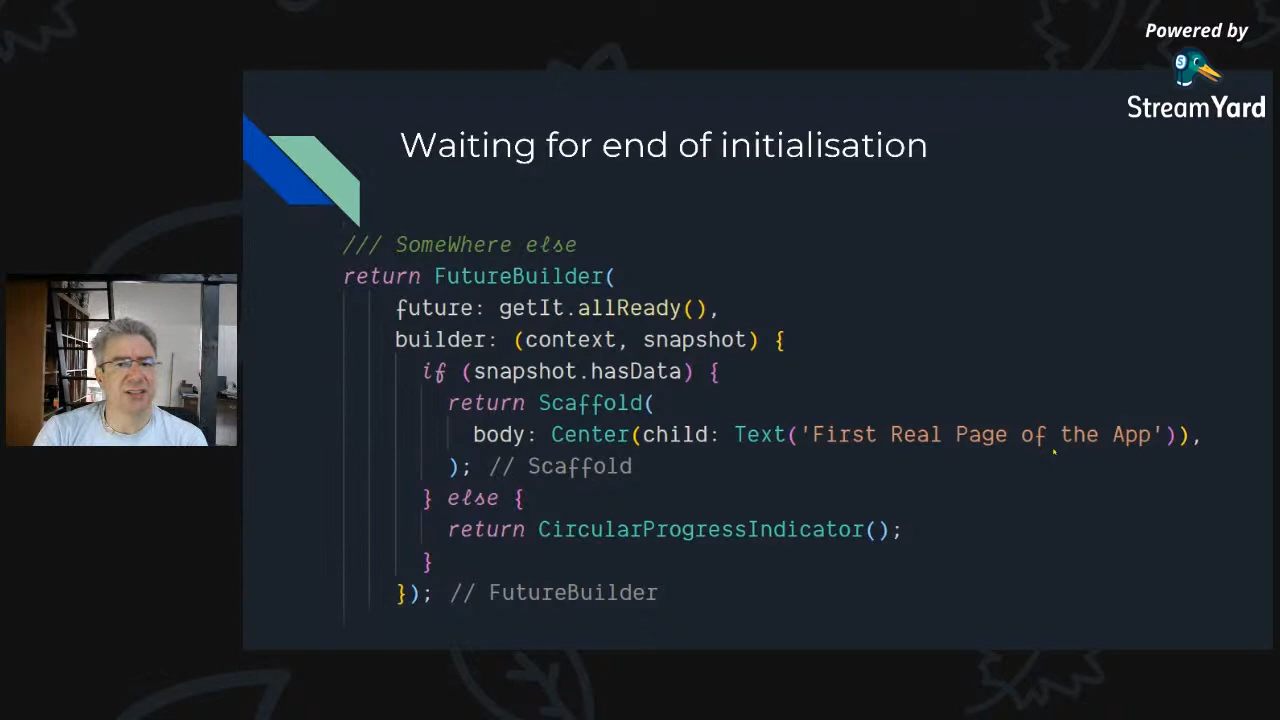 Powered by
StreamYard
Waiting for end of initialisation
/// SomeWhere else
return FutureBuilder(
future: getIt.allReady(),
builder: (context, snapshot) {
if (snapshot.hasData) {
return Scaffold(
body: Center(child: Text('First Real Page of the App')),
); // Scaffold
} else {
return CircularProgressIndicator();
}
}); // FutureBuilder